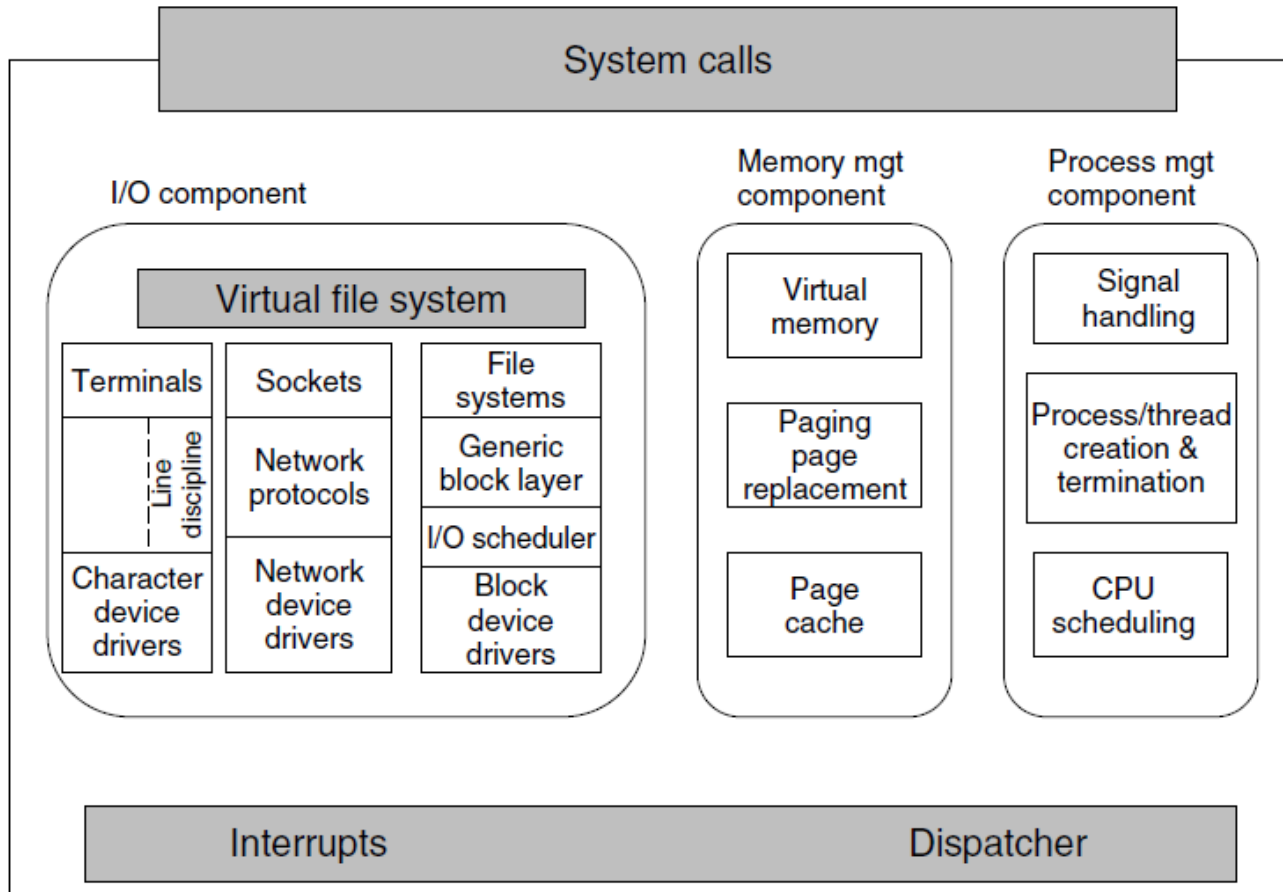 System calls
I/O component
Memory mgt
component
Process mgt
component
Virtual file system
Terminals
Line
discipline
Character
device
drivers
Sockets
Network
protocols
Network
device
drivers
File
systems
Generic
block layer
I/O scheduler
Block
device
drivers
Virtual
memory
Paging
page
replacement
Page
cache
Signal
handling
Process/thread
creation &
termination
CPU
scheduling
Interrupts
Dispatcher